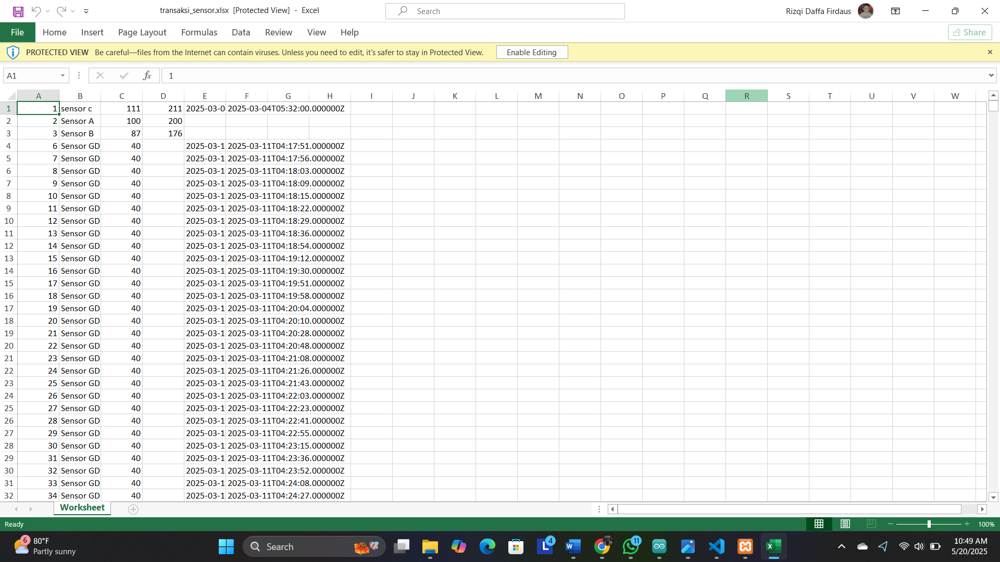 transaksi_sensor.xlsx [Protected View] - Excel
Search
Rizqi Daffa Firdaus
File Home Insert Page Layout Formulas Data Review View Help
Share
PROTECTED VIEW Be careful—files from the Internet can contain viruses. Unless you need to edit, it's safer to stay in Protected View. Enable Editing
A1 fx 1
A B C D E F G H I J K L M N O P Q R S T U V W
1 1 sensor c 111 211 2025-03-0 2025-03-04T05:32:00.000000Z
2 2 Sensor A 100 200
3 3 Sensor B 87 176
4 6 Sensor GD 40 2025-03-1 2025-03-11T04:17:51.000000Z
5 7 Sensor GD 40 2025-03-1 2025-03-11T04:17:56.000000Z
6 8 Sensor GD 40 2025-03-1 2025-03-11T04:18:03.000000Z
7 9 Sensor GD 40 2025-03-1 2025-03-11T04:18:09.000000Z
8 10 Sensor GD 40 2025-03-1 2025-03-11T04:18:15.000000Z
9 11 Sensor GD 40 2025-03-1 2025-03-11T04:18:22.000000Z
10 12 Sensor GD 40 2025-03-1 2025-03-11T04:18:29.000000Z
11 13 Sensor GD 40 2025-03-1 2025-03-11T04:18:36.000000Z
12 14 Sensor GD 40 2025-03-1 2025-03-11T04:18:54.000000Z
13 15 Sensor GD 40 2025-03-1 2025-03-11T04:19:12.000000Z
14 16 Sensor GD 40 2025-03-1 2025-03-11T04:19:30.000000Z
15 17 Sensor GD 40 2025-03-1 2025-03-11T04:19:51.000000Z
16 18 Sensor GD 40 2025-03-1 2025-03-11T04:19:58.000000Z
17 19 Sensor GD 40 2025-03-1 2025-03-11T04:20:04.000000Z
18 20 Sensor GD 40 2025-03-1 2025-03-11T04:20:10.000000Z
19 21 Sensor GD 40 2025-03-1 2025-03-11T04:20:28.000000Z
20 22 Sensor GD 40 2025-03-1 2025-03-11T04:20:48.000000Z
21 23 Sensor GD 40 2025-03-1 2025-03-11T04:21:08.000000Z
22 24 Sensor GD 40 2025-03-1 2025-03-11T04:21:26.000000Z
23 25 Sensor GD 40 2025-03-1 2025-03-11T04:21:43.000000Z
24 26 Sensor GD 40 2025-03-1 2025-03-11T04:22:03.000000Z
25 27 Sensor GD 40 2025-03-1 2025-03-11T04:22:23.000000Z
26 28 Sensor GD 40 2025-03-1 2025-03-11T04:22:41.000000Z
27 29 Sensor GD 40 2025-03-1 2025-03-11T04:22:55.000000Z
28 30 Sensor GD 40 2025-03-1 2025-03-11T04:23:15.000000Z
29 31 Sensor GD 40 2025-03-1 2025-03-11T04:23:36.000000Z
30 32 Sensor GD 40 2025-03-1 2025-03-11T04:23:52.000000Z
31 33 Sensor GD 40 2025-03-1 2025-03-11T04:24:08.000000Z
32 34 Sensor GD 40 2025-03-1 2025-03-11T04:24:27.000000Z
Worksheet
Ready
100%
6 80°F
Partly sunny
Search
L 4
W
11
X
10:49 AM
5/20/2025